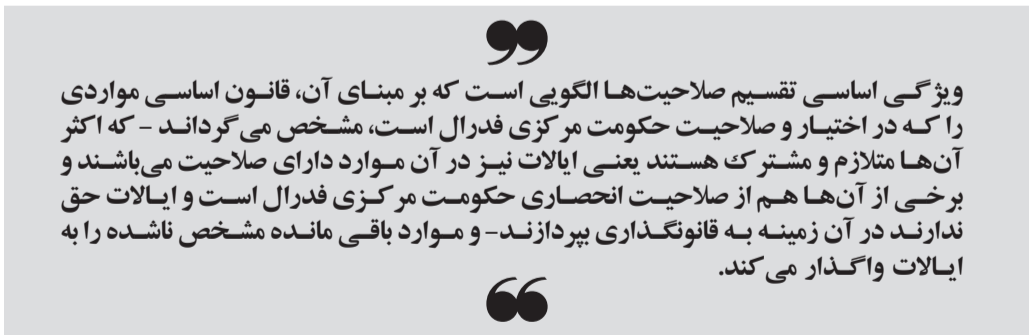 ویژگی اساسی تقسیم صلاحیت‌ها الگویی است که بر مبنای آن، قانون اساسی مواردی
را که در اختیار و صلاحیت حکومت مرکزی فدرال است، مشخص می‌گرداند – که اکثر
آن‌ها متلازم و مشترک هستند یعنی ایالات نیز در آن موارد دارای صلاحیت می‌باشند و
برخی از آن‌ها هم از صلاحیت انحصاری حکومت مرکزی فدرال است و ایالات حق
ندارند در آن زمینه به قانونگذاری بپردازند– و موارد باقی مانده مشخص ناشده را به
ایالات واگذار می‌کند.